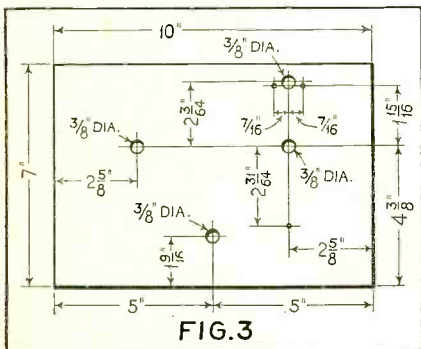 10"
3/8" DIA.
3/8" DIA.
2 3/64"
7/16" 7/16"
1 15/16"
7"
2 5/8"
3/8" DIA.
2 31/64"
4 3/8"
3/8" DIA.
1 9/16"
2 5/8"
5" 5"
FIG.3